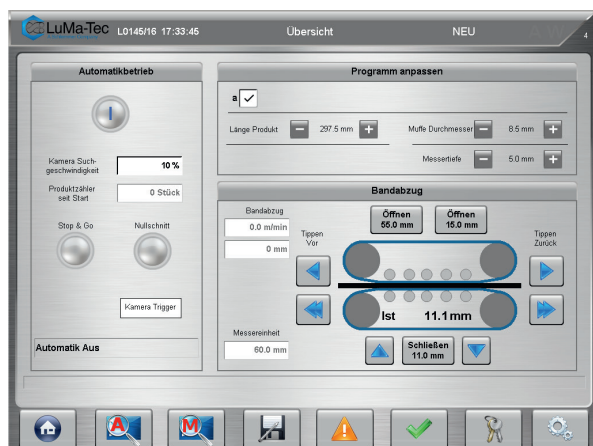 LuMa-Tec L0145/16 17:33:45 Übersicht NEU 4
Automatikbetrieb
Kamera Such-
geschwindigkeit
10 %
Produktzähler
seit Start
0 Stück
Stop & Go
Nullschnitt
Kamera Trigger
Automatik Aus
Programm anpassen
a
Länge Produkt
297.5 mm
Muffe Durchmesser
8.5 mm
Messertiefe
5.0 mm
Bandabzug
Bandabzug
0.0 m/min
0 mm
Öffnen
55.0 mm
Öffnen
15.0 mm
Tippen
Vor
Tippen
Zurück
Ist 11.1 mm
Messereinheit
60.0 mm
Schließen
11.0 mm
A
M